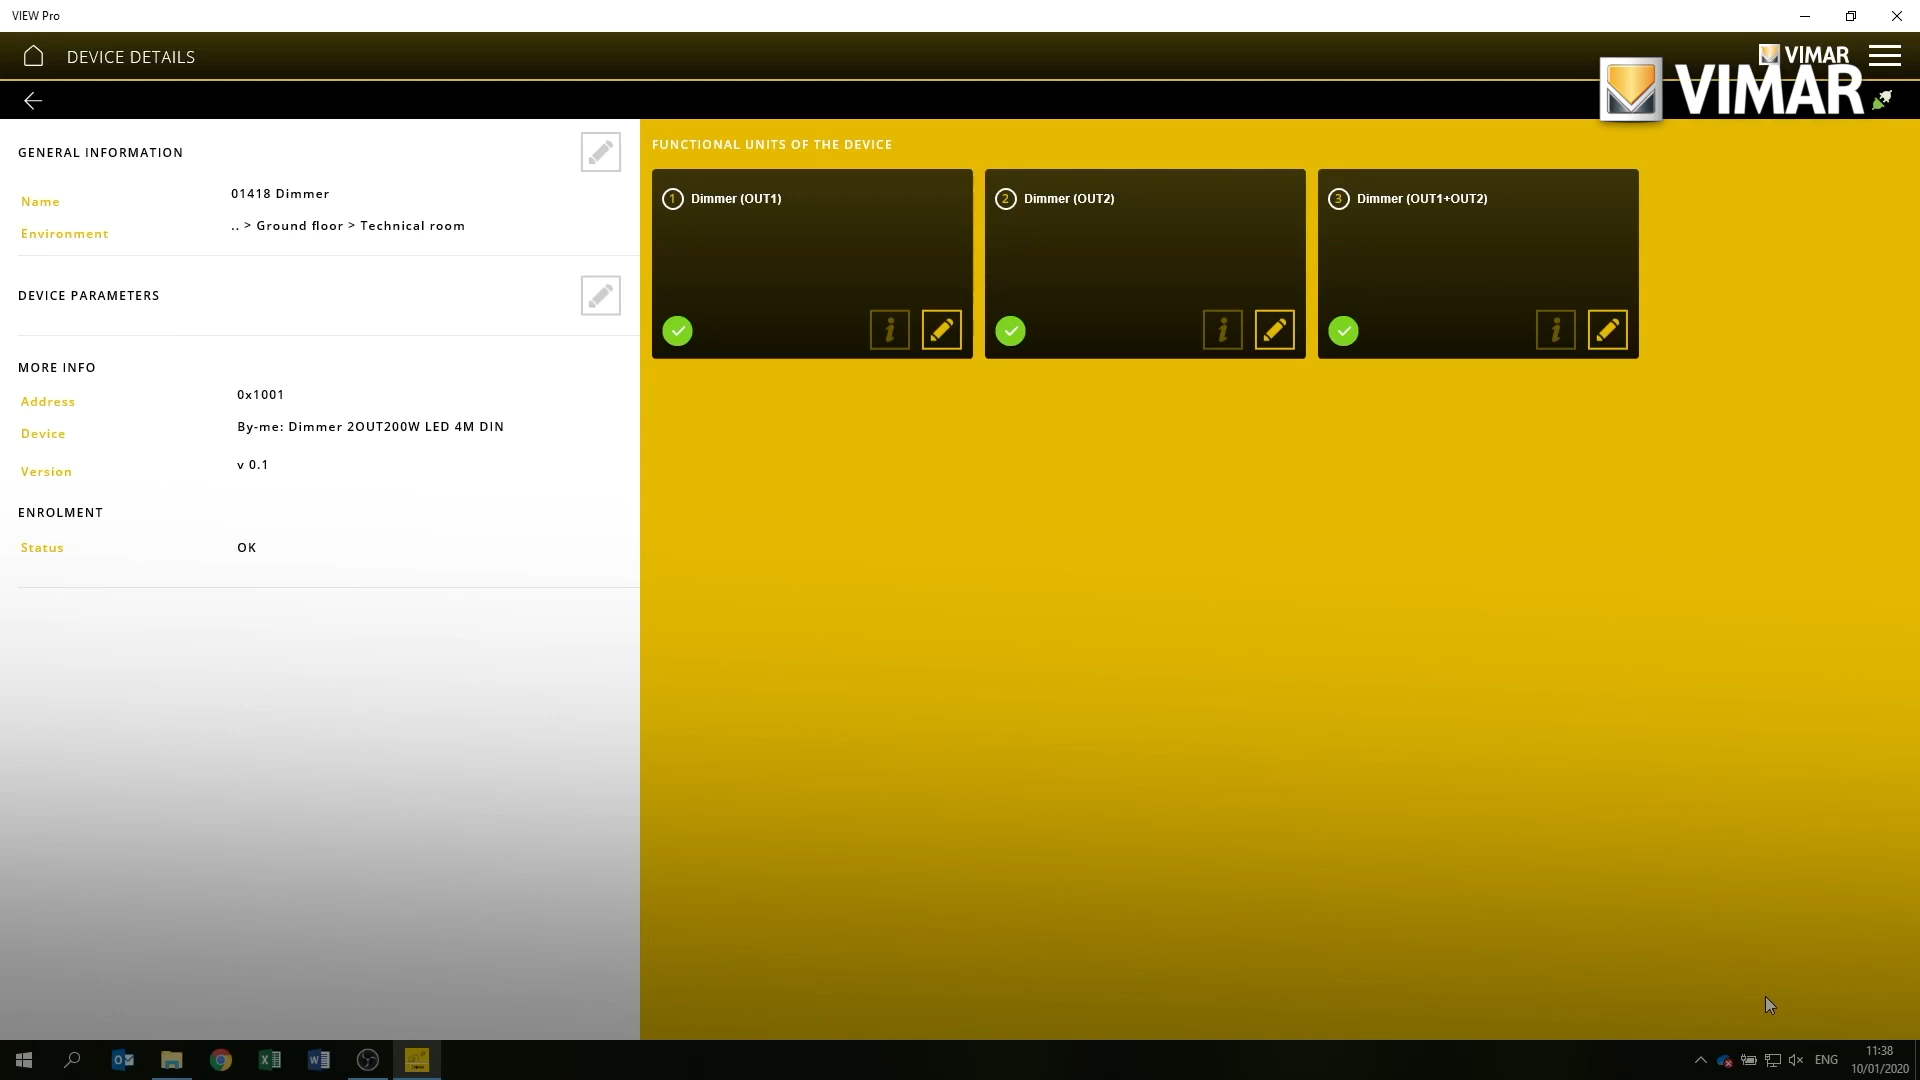 VIEW Pro
DEVICE DETAILS
VIMAR
VIMAR
GENERAL INFORMATION
Name
01418 Dimmer
Environment
.. > Ground floor > Technical room
DEVICE PARAMETERS
MORE INFO
Address
0x1001
Device
By-me: Dimmer 2OUT200W LED 4M DIN
Version
v 0.1
ENROLMENT
Status
OK
FUNCTIONAL UNITS OF THE DEVICE
1 Dimmer (OUT1)
2 Dimmer (OUT2)
3 Dimmer (OUT1+OUT2)
ENG
11:38
10/01/2020